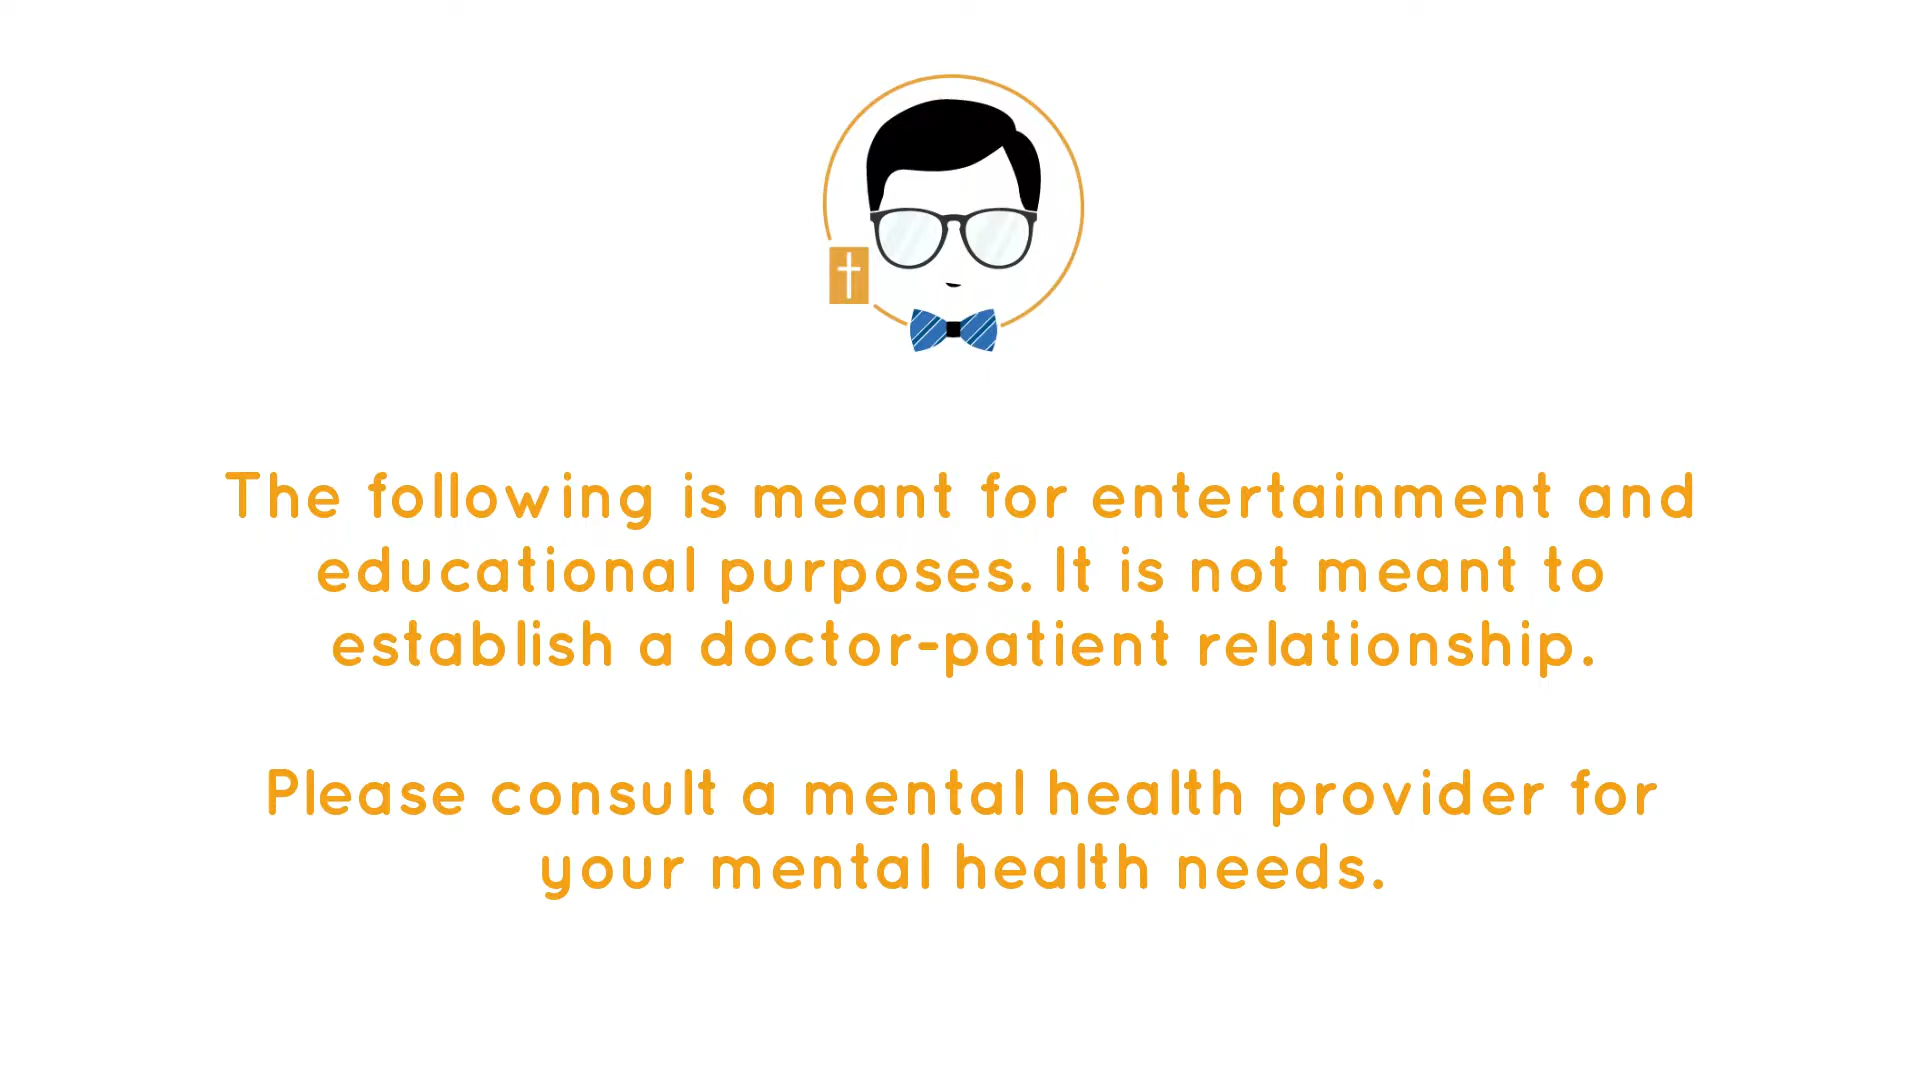 The following is meant for entertainment and
educational purposes. It is not meant to
establish a doctor-patient relationship.
Please consult a mental health provider for
your mental health needs.